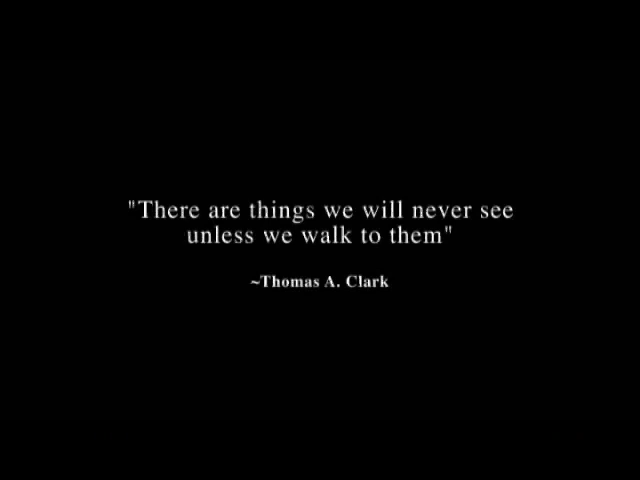 "There are things we will never see
unless we walk to them"
~Thomas A. Clark